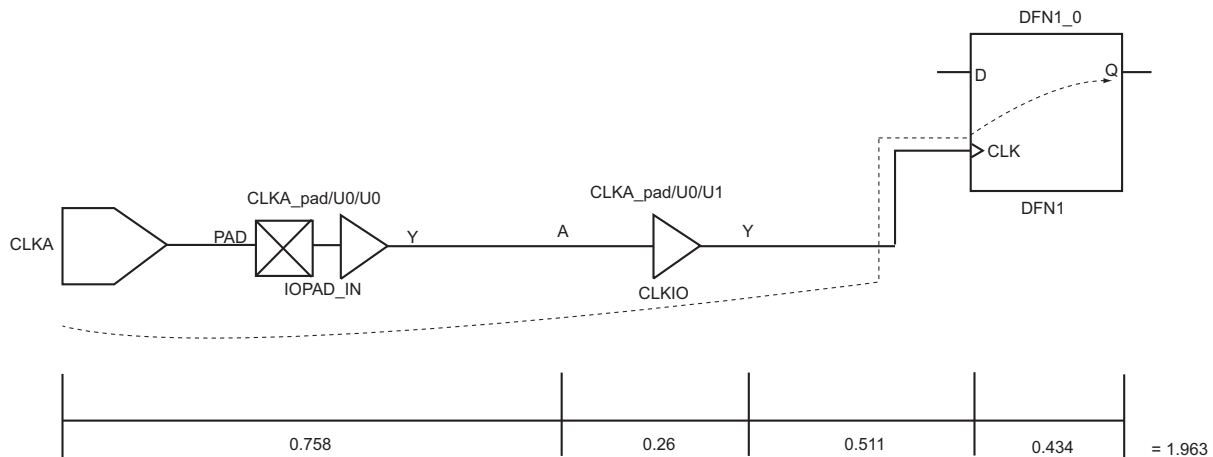 DFN1_0
D
Q
CLK
DFN1
CLKA_pad/U0/U0
CLKA_pad/U0/U1
CLKA
PAD
Y
A
Y
IOPAD_IN
CLKIO
0.758
0.26
0.511
0.434
= 1.963